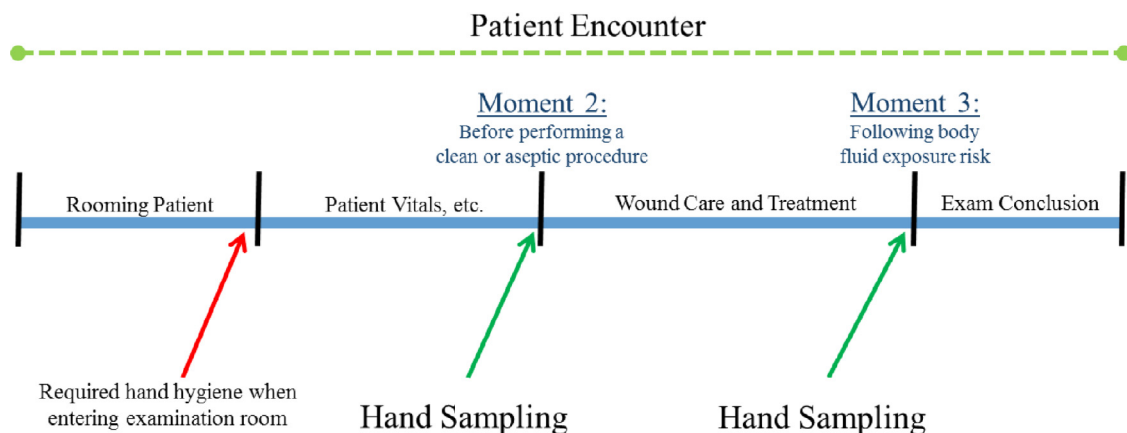 Patient Encounter
Moment 2:
Before performing a
clean or aseptic procedure
Moment 3:
Following body
fluid exposure risk
Rooming Patient
Patient Vitals, etc.
Wound Care and Treatment
Exam Conclusion
Required hand hygiene when
entering examination room
Hand Sampling
Hand Sampling